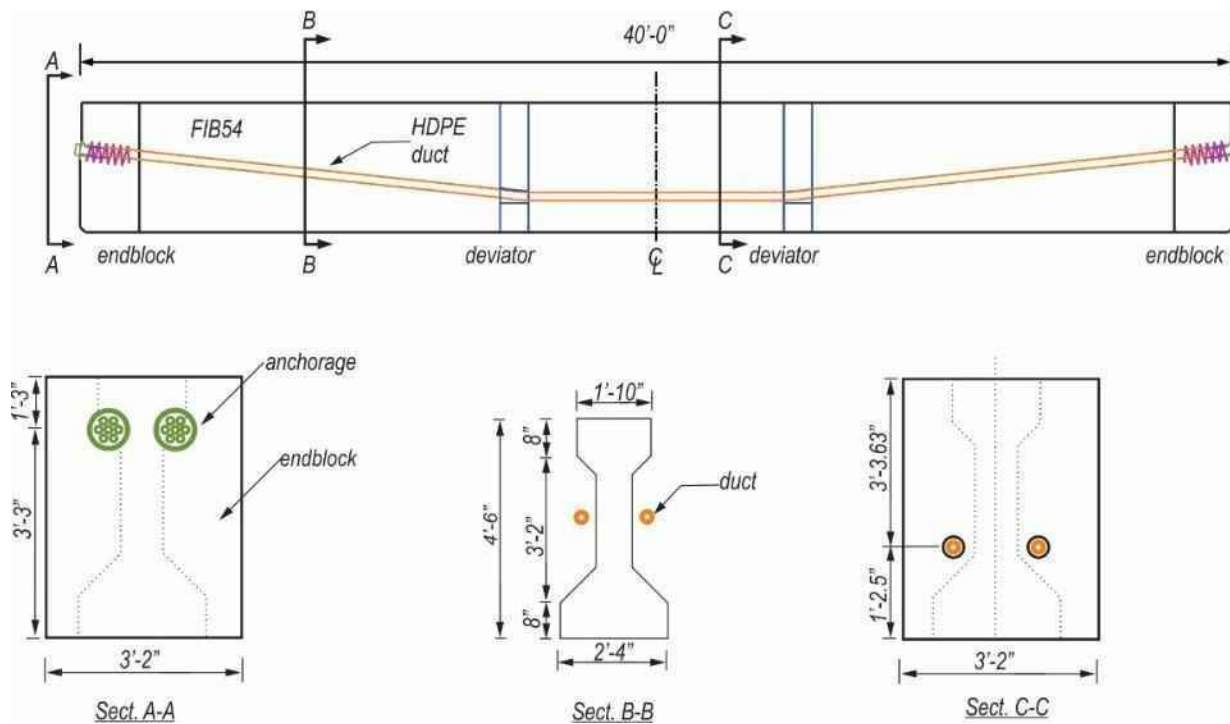 B
C
40’-0”
A
FIB54
HDPE
duct
A
endblock
B
deviator
CL
C
deviator
endblock
anchorage
1’-3”
endblock
3’-3”
3’-2”
Sect. A-A
1’-10”
8”
duct
4’-6”
3’-2”
8”
2’-4”
Sect. B-B
3’-3.63”
1’-2.5”
3’-2”
Sect. C-C